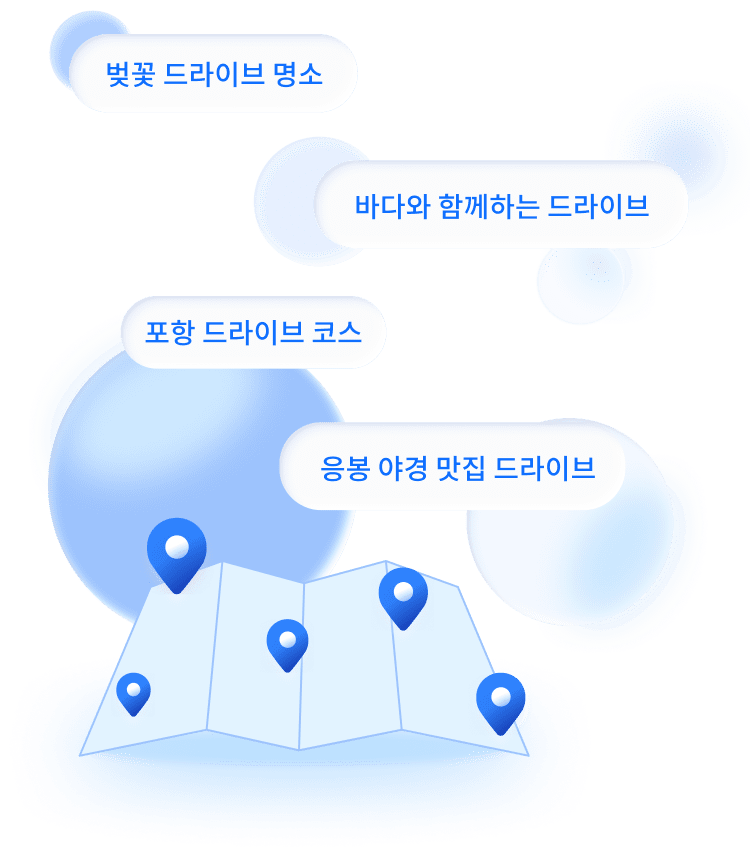 벚꽃 드라이브 명소
바다와 함께하는 드라이브
포항 드라이브 코스
응봉 야경 맛집 드라이브